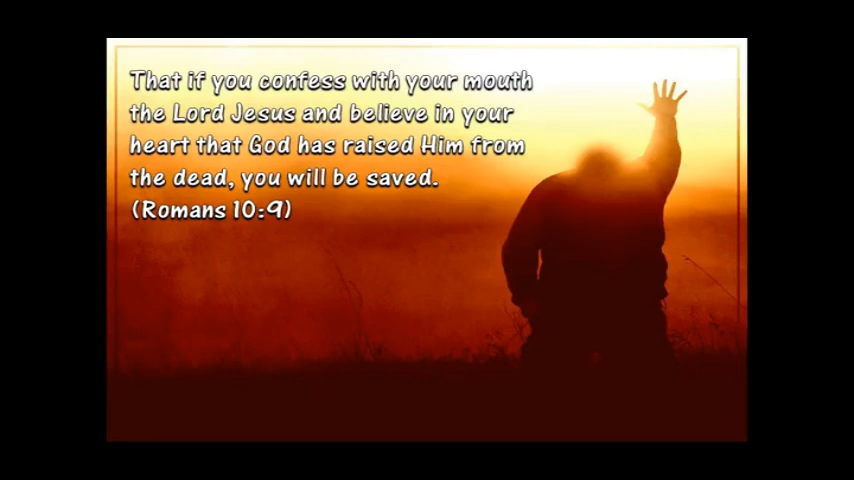 That if you confess with your mouth
the Lord Jesus and believe in your
heart that God has raised Him from
the dead, you will be saved.
(Romans 10:9)